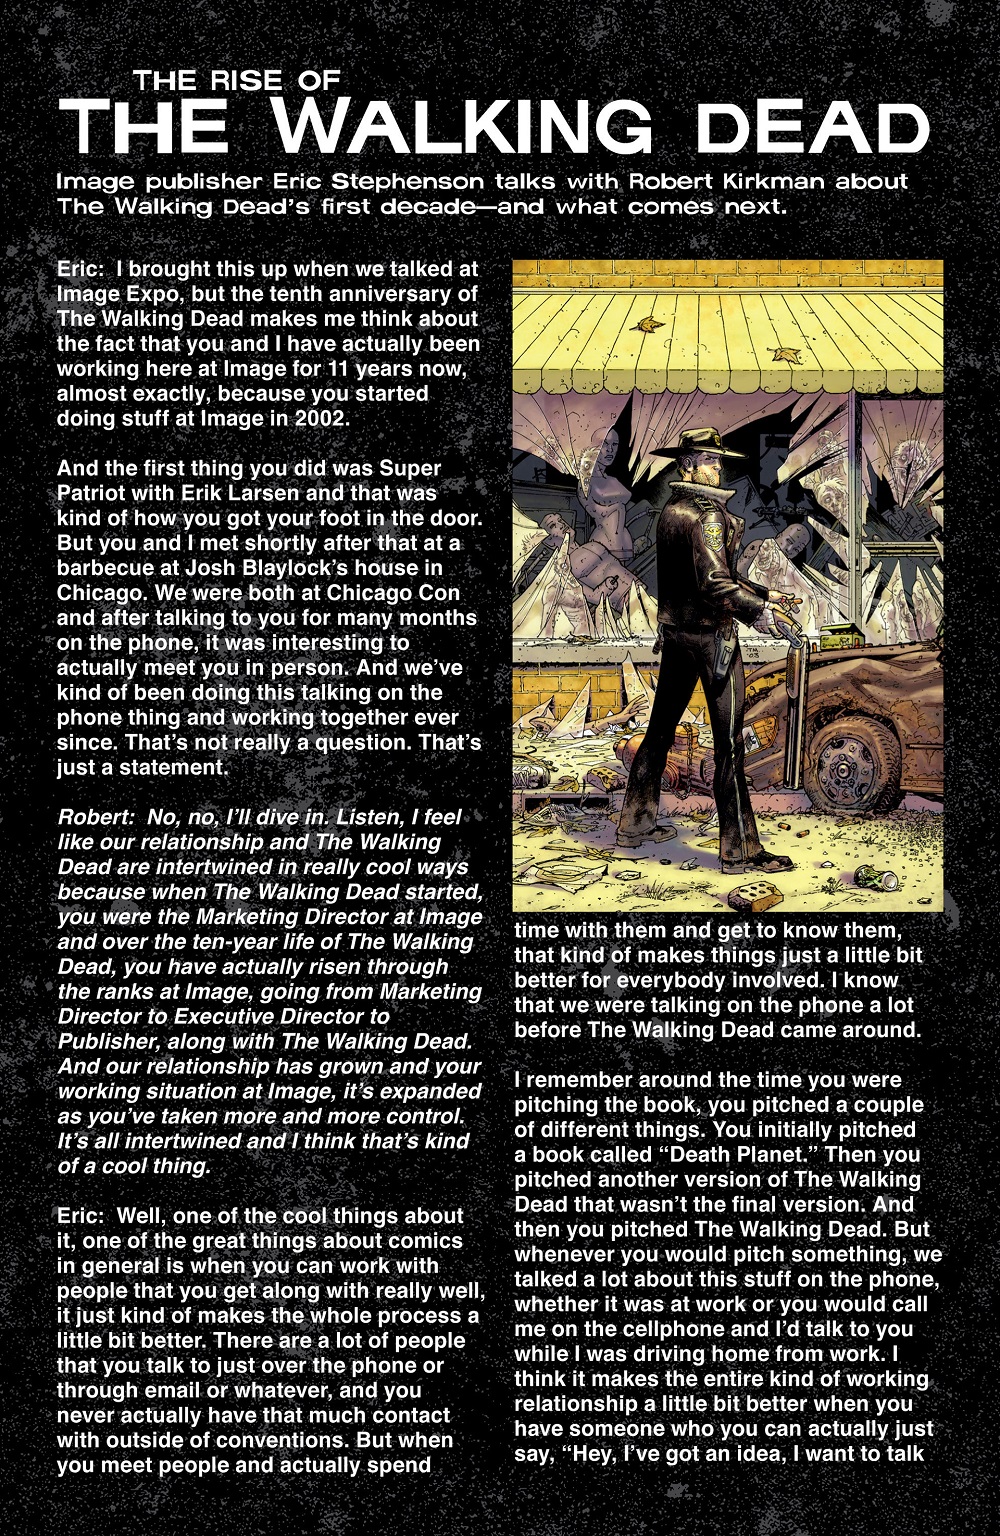 THE RISE OF
THE WALKING DEAD
Image publisher Eric Stephenson talks with Robert Kirkman about
The Walking Dead's first decade—and what comes next.
Eric:  I brought this up when we talked at
Image Expo, but the tenth anniversary of
The Walking Dead makes me think about
the fact that you and I have actually been
working here at Image for 11 years now,
almost exactly, because you started
doing stuff at Image in 2002.
And the first thing you did was Super
Patriot with Erik Larsen and that was
kind of how you got your foot in the door.
But you and I met shortly after that at a
barbecue at Josh Blaylock's house in
Chicago. We were both at Chicago Con
and after talking to you for many months
on the phone, it was interesting to
actually meet you in person. And we've
kind of been doing this talking on the
phone thing and working together ever
since. That's not really a question. That's
just a statement.
Robert:  No, no, I'll dive in. Listen, I feel
like our relationship and The Walking
Dead are intertwined in really cool ways
because when The Walking Dead started,
you were the Marketing Director at Image
and over the ten-year life of The Walking
Dead, you have actually risen through
the ranks at Image, going from Marketing
Director to Executive Director to
Publisher, along with The Walking Dead.
And our relationship has grown and your
working situation at Image, it's expanded
as you've taken more and more control.
It's all intertwined and I think that's kind
of a cool thing.
Eric:  Well, one of the cool things about
it, one of the great things about comics
in general is when you can work with
people that you get along with really well,
it just kind of makes the whole process a
little bit better. There are a lot of people
that you talk to just over the phone or
through email or whatever, and you
never actually have that much contact
with outside of conventions. But when
you meet people and actually spend
TM
'03
time with them and get to know them,
that kind of makes things just a little bit
better for everybody involved. I know
that we were talking on the phone a lot
before The Walking Dead came around.
I remember around the time you were
pitching the book, you pitched a couple
of different things. You initially pitched
a book called “Death Planet.” Then you
pitched another version of The Walking
Dead that wasn't the final version. And
then you pitched The Walking Dead. But
whenever you would pitch something, we
talked a lot about this stuff on the phone,
whether it was at work or you would call
me on the cellphone and I'd talk to you
while I was driving home from work. I
think it makes the entire kind of working
relationship a little bit better when you
have someone who you can actually just
say, “Hey, I've got an idea, I want to talk